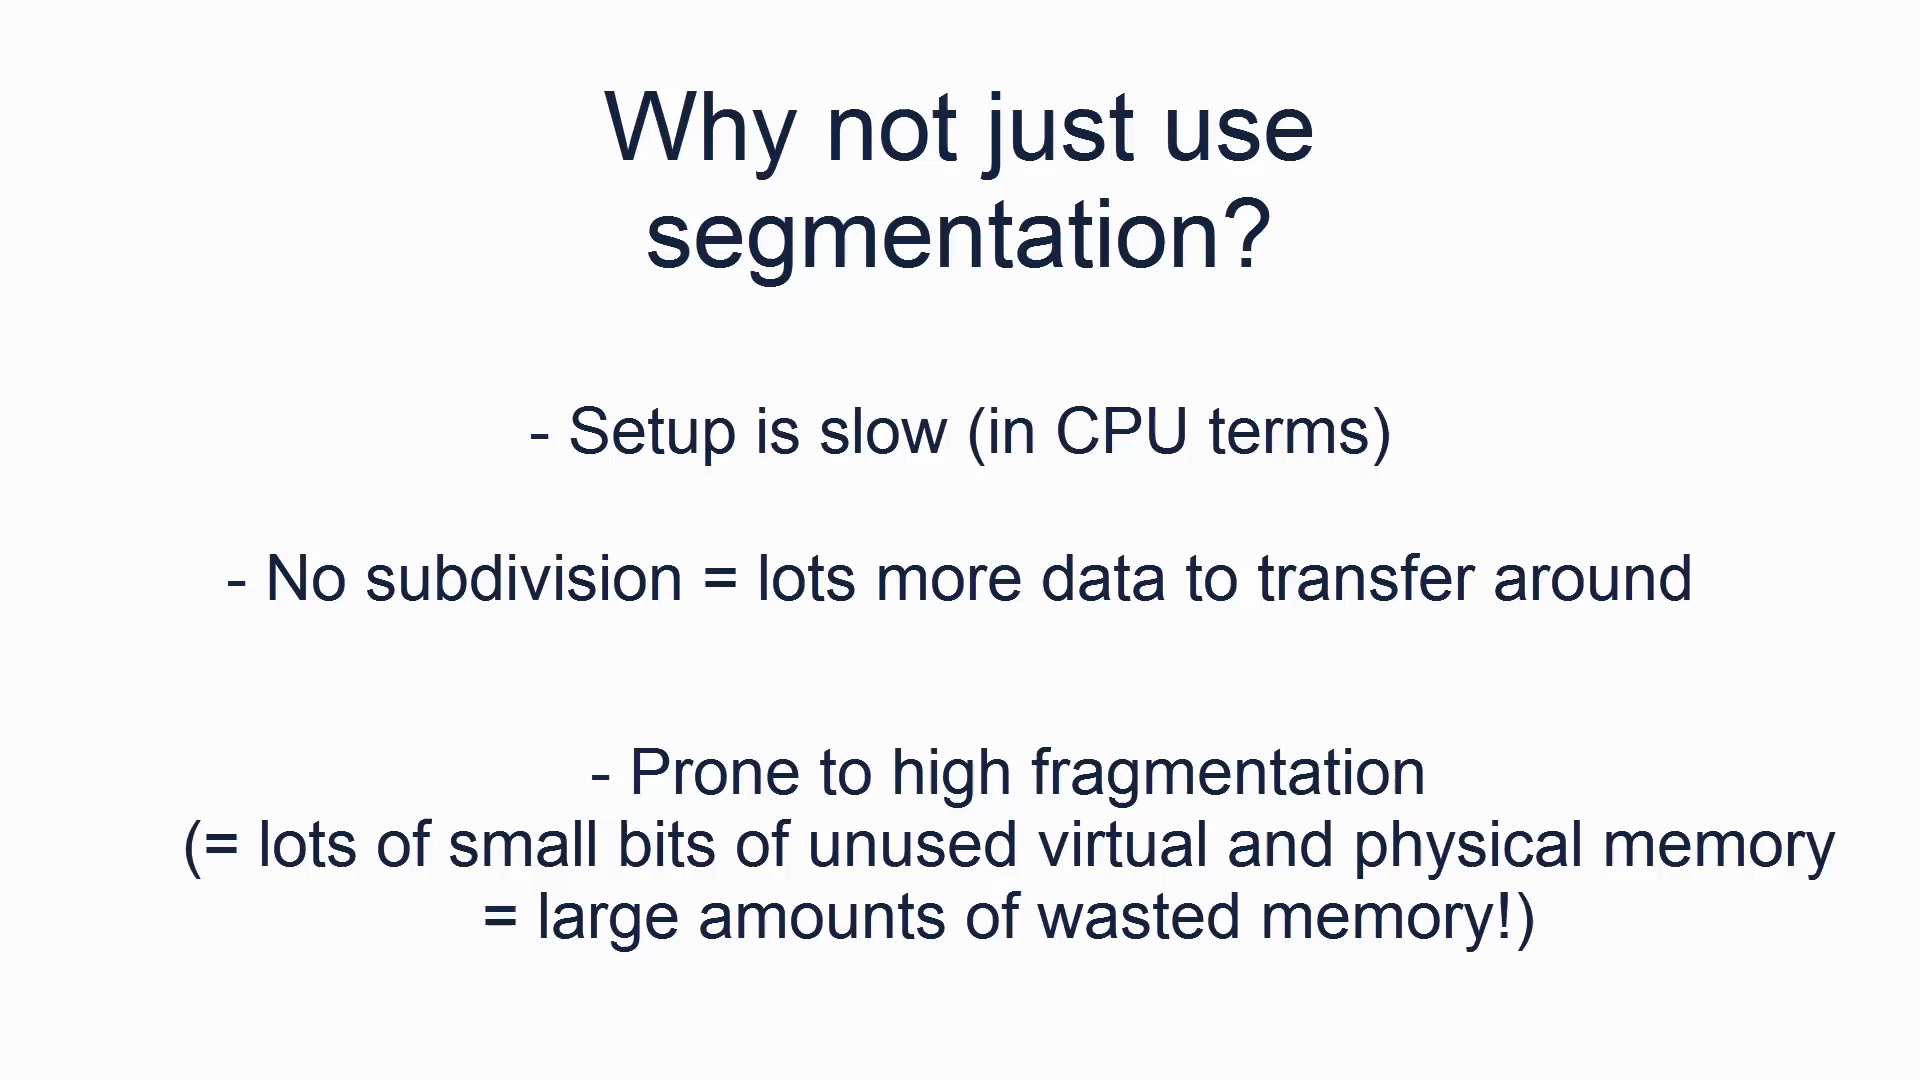 Why not just use
segmentation?
- Setup is slow (in CPU terms)
- No subdivision = lots more data to transfer around
- Prone to high fragmentation
(= lots of small bits of unused virtual and physical memory
= large amounts of wasted memory!)